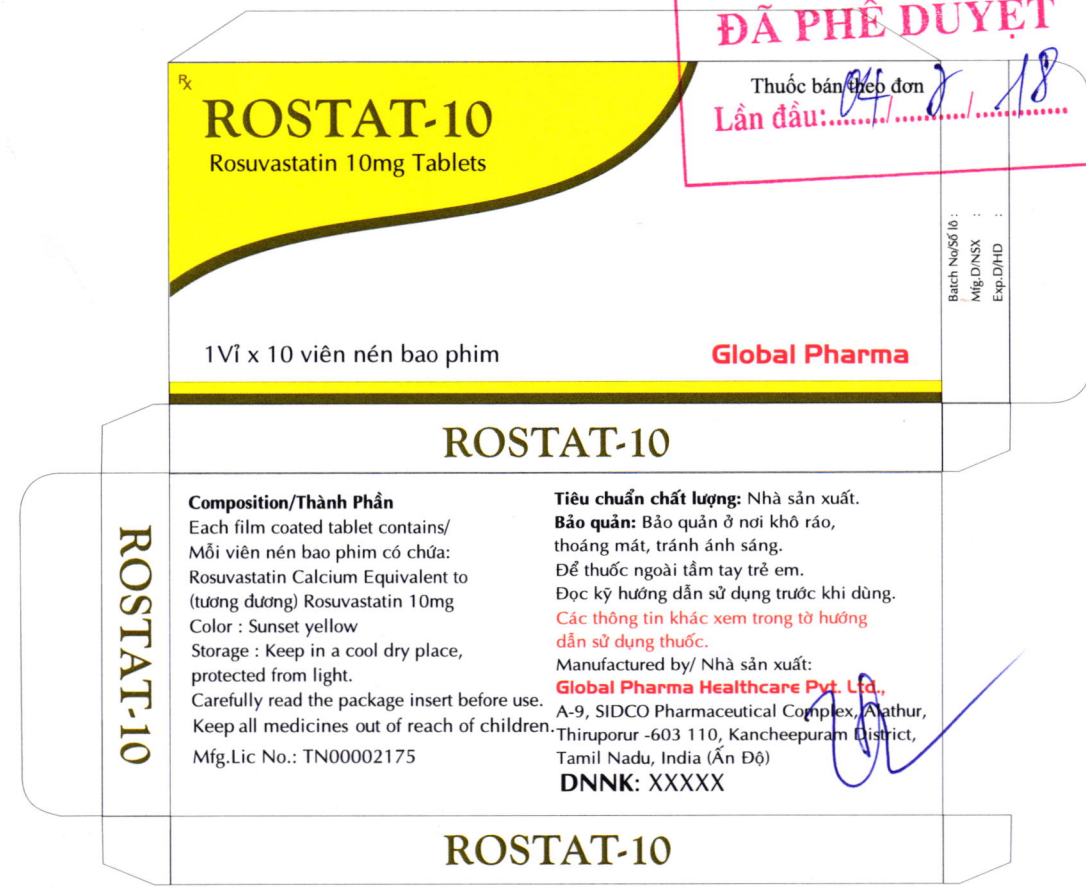 ĐÃ PHÊ DUYỆT
Thuốc bán theo đơn
Lần đầu: 04 / 8 / 18
℞
ROSTAT-10
Rosuvastatin 10mg Tablets
1Vỉ x 10 viên nén bao phim
Global Pharma
Batch No/Số lô :
Mfg.D/NSX :
Exp.D/HD :
ROSTAT-10
ROSTAT-10
Composition/Thành Phần
Each film coated tablet contains/
Mỗi viên nén bao phim có chứa:
Rosuvastatin Calcium Equivalent to
(tương đương) Rosuvastatin 10mg
Color : Sunset yellow
Storage : Keep in a cool dry place,
protected from light.
Carefully read the package insert before use.
Keep all medicines out of reach of children.
Mfg.Lic No.: TN00002175
Tiêu chuẩn chất lượng: Nhà sản xuất.
Bảo quản: Bảo quản ở nơi khô ráo,
thoáng mát, tránh ánh sáng.
Để thuốc ngoài tầm tay trẻ em.
Đọc kỹ hướng dẫn sử dụng trước khi dùng.
Các thông tin khác xem trong tờ hướng
dẫn sử dụng thuốc.
Manufactured by/ Nhà sản xuất:
Global Pharma Healthcare Pvt. Ltd.,
A-9, SIDCO Pharmaceutical Complex, Alathur,
Thiruporur -603 110, Kancheepuram District,
Tamil Nadu, India (Ấn Độ)
DNNK: XXXXX
ROSTAT-10